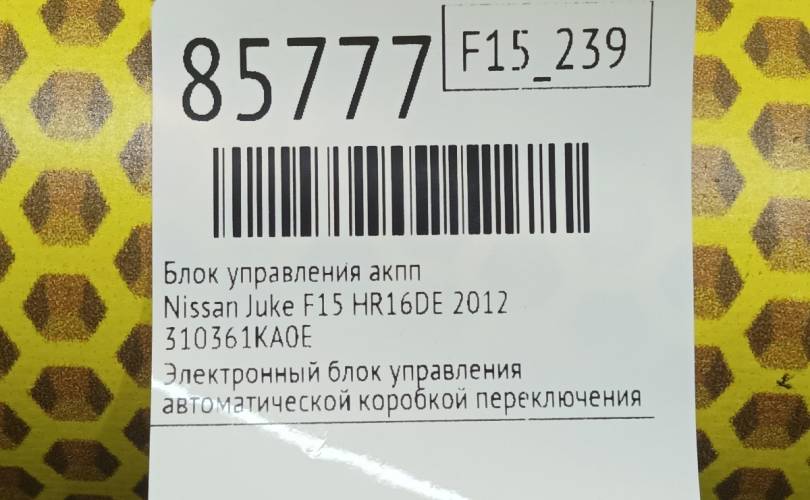 85777
F15_239
Блок управления акпп
Nissan Juke F15 HR16DE 2012
310361KA0E
Электронный блок управления
автоматической коробкой переключения